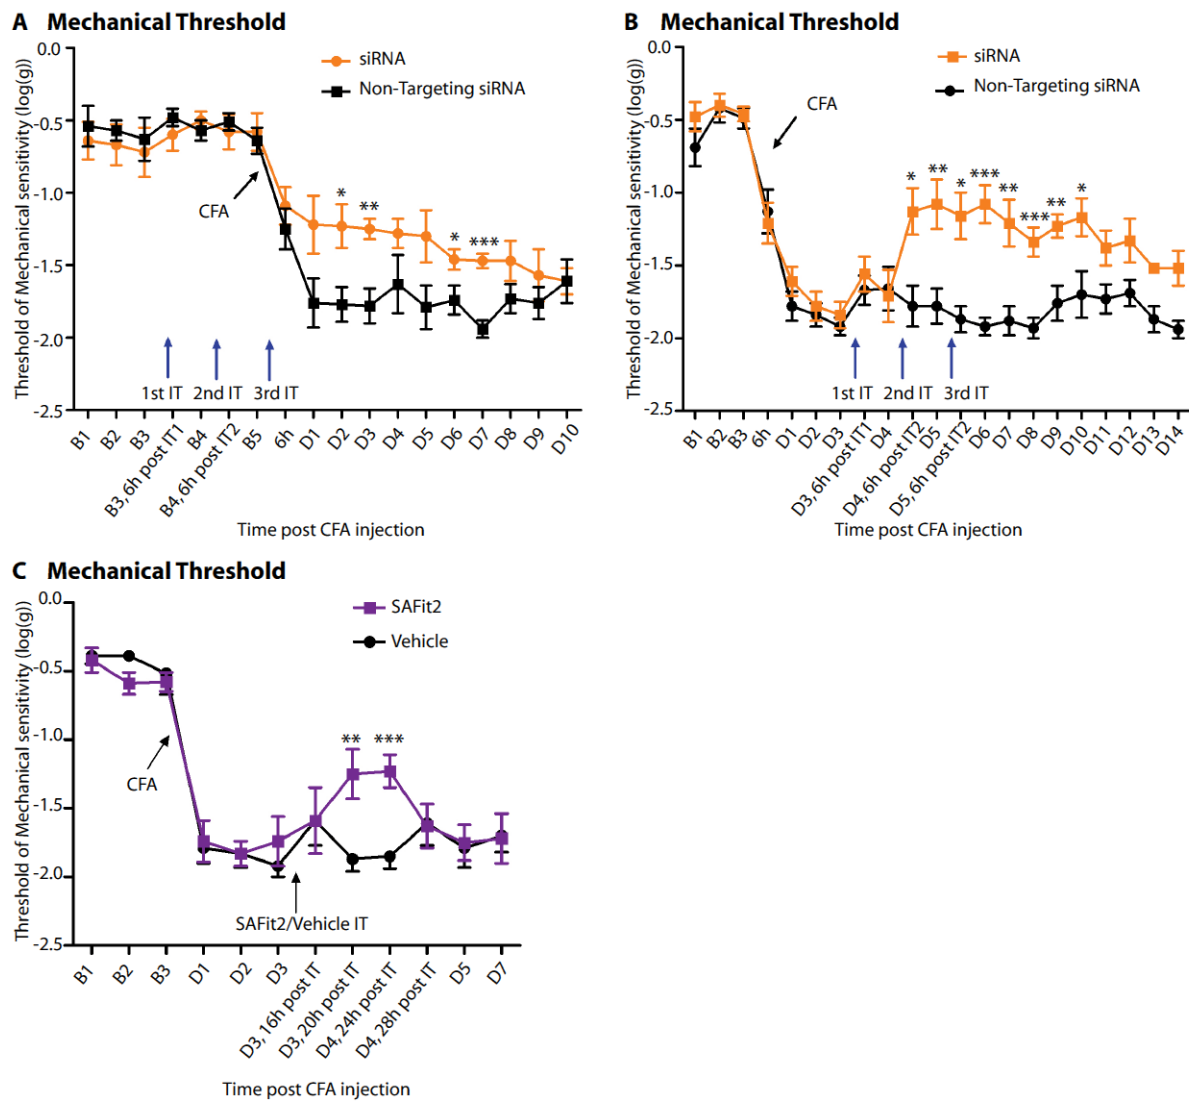 A Mechanical Threshold
Threshold of Mechanical sensitivity (log(g))
0.0
-0.5
-1.0
-1.5
-2.0
-2.5
siRNA
Non-Targeting siRNA
CFA
* ** * ***
1st IT 2nd IT 3rd IT
B1 B2 B3 B3, 6h post IT1 B4 B4, 6h post IT2 B5 6h D1 D2 D3 D4 D5 D6 D7 D8 D9 D10
Time post CFA injection
B Mechanical Threshold
Threshold of Mechanical sensitivity (log(g))
0.0
-0.5
-1.0
-1.5
-2.0
-2.5
siRNA
Non-Targeting siRNA
CFA
* ** * *** ** *** ** *
1st IT 2nd IT 3rd IT
B1 B2 B3 6h D1 D2 D3 D3, 6h post IT1 D4 D4, 6h post IT2 D5 D5, 6h post IT2 D6 D7 D8 D9 D10 D11 D12 D13 D14
Time post CFA injection
C Mechanical Threshold
Threshold of Mechanical sensitivity (log(g))
0.0
-0.5
-1.0
-1.5
-2.0
-2.5
SAFit2
Vehicle
CFA
** ***
SAFit2/Vehicle IT
B1 B2 B3 D1 D2 D3 D3, 16h post IT D3, 20h post IT D4, 24h post IT D4, 28h post IT D5 D7
Time post CFA injection